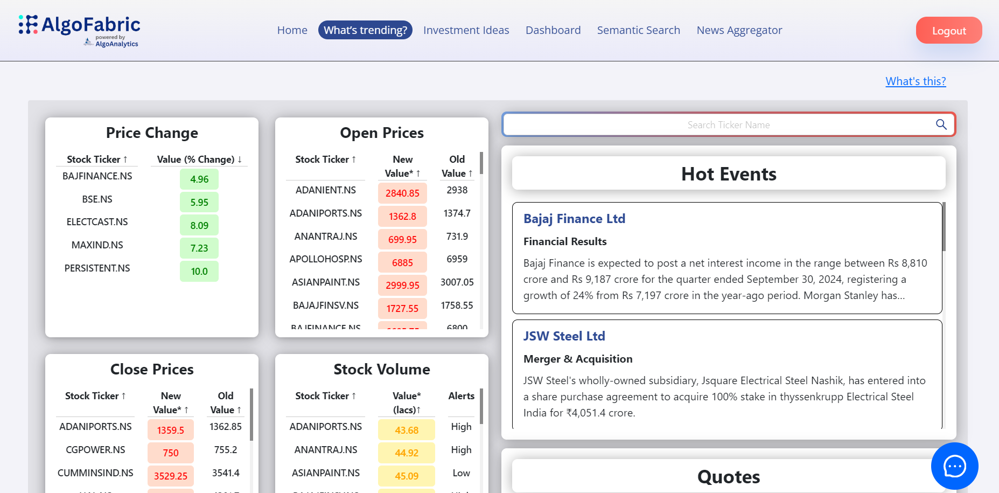 AlgoFabric
powered by
AlgoAnalytics
Home What's trending? Investment Ideas Dashboard Semantic Search News Aggregator
Logout
What's this?
Price Change
Stock Ticker ↑ Value (% Change) ↓
BAJFINANCE.NS 4.96
BSE.NS 5.95
ELECTCAST.NS 8.09
MAXIND.NS 7.23
PERSISTENT.NS 10.0
Open Prices
Stock Ticker ↑ New Value* ↑ Old Value ↑
ADANIENT.NS 2840.85 2938
ADANIPORTS.NS 1362.8 1374.7
ANANTRAJ.NS 699.95 731.9
APOLLOHOSP.NS 6885 6959
ASIANPAINT.NS 2999.95 3007.05
BAJAJFINSV.NS 1727.55 1758.55
BAJFINANCE.NS 6800
Search Ticker Name
Hot Events
Bajaj Finance Ltd
Financial Results
Bajaj Finance is expected to post a net interest income in the range between Rs 8,810
crore and Rs 9,187 crore for the quarter ended September 30, 2024, registering a
growth of 24% from Rs 7,197 crore in the year-ago period. Morgan Stanley has...
JSW Steel Ltd
Merger & Acquisition
JSW Steel's wholly-owned subsidiary, Jsquare Electrical Steel Nashik, has entered into
a share purchase agreement to acquire 100% stake in thyssenkrupp Electrical Steel
India for ₹4,051.4 crore.
Close Prices
Stock Ticker ↑ New Value* ↑ Old Value ↑
ADANIPORTS.NS 1359.5 1362.85
CGPOWER.NS 750 755.2
CUMMINSIND.NS 3529.25 3541.4
Stock Volume
Stock Ticker ↑ Value* (lacs)↑ Alerts
ADANIPORTS.NS 43.68 High
ANANTRAJ.NS 44.92 High
ASIANPAINT.NS 45.09 Low
Quotes